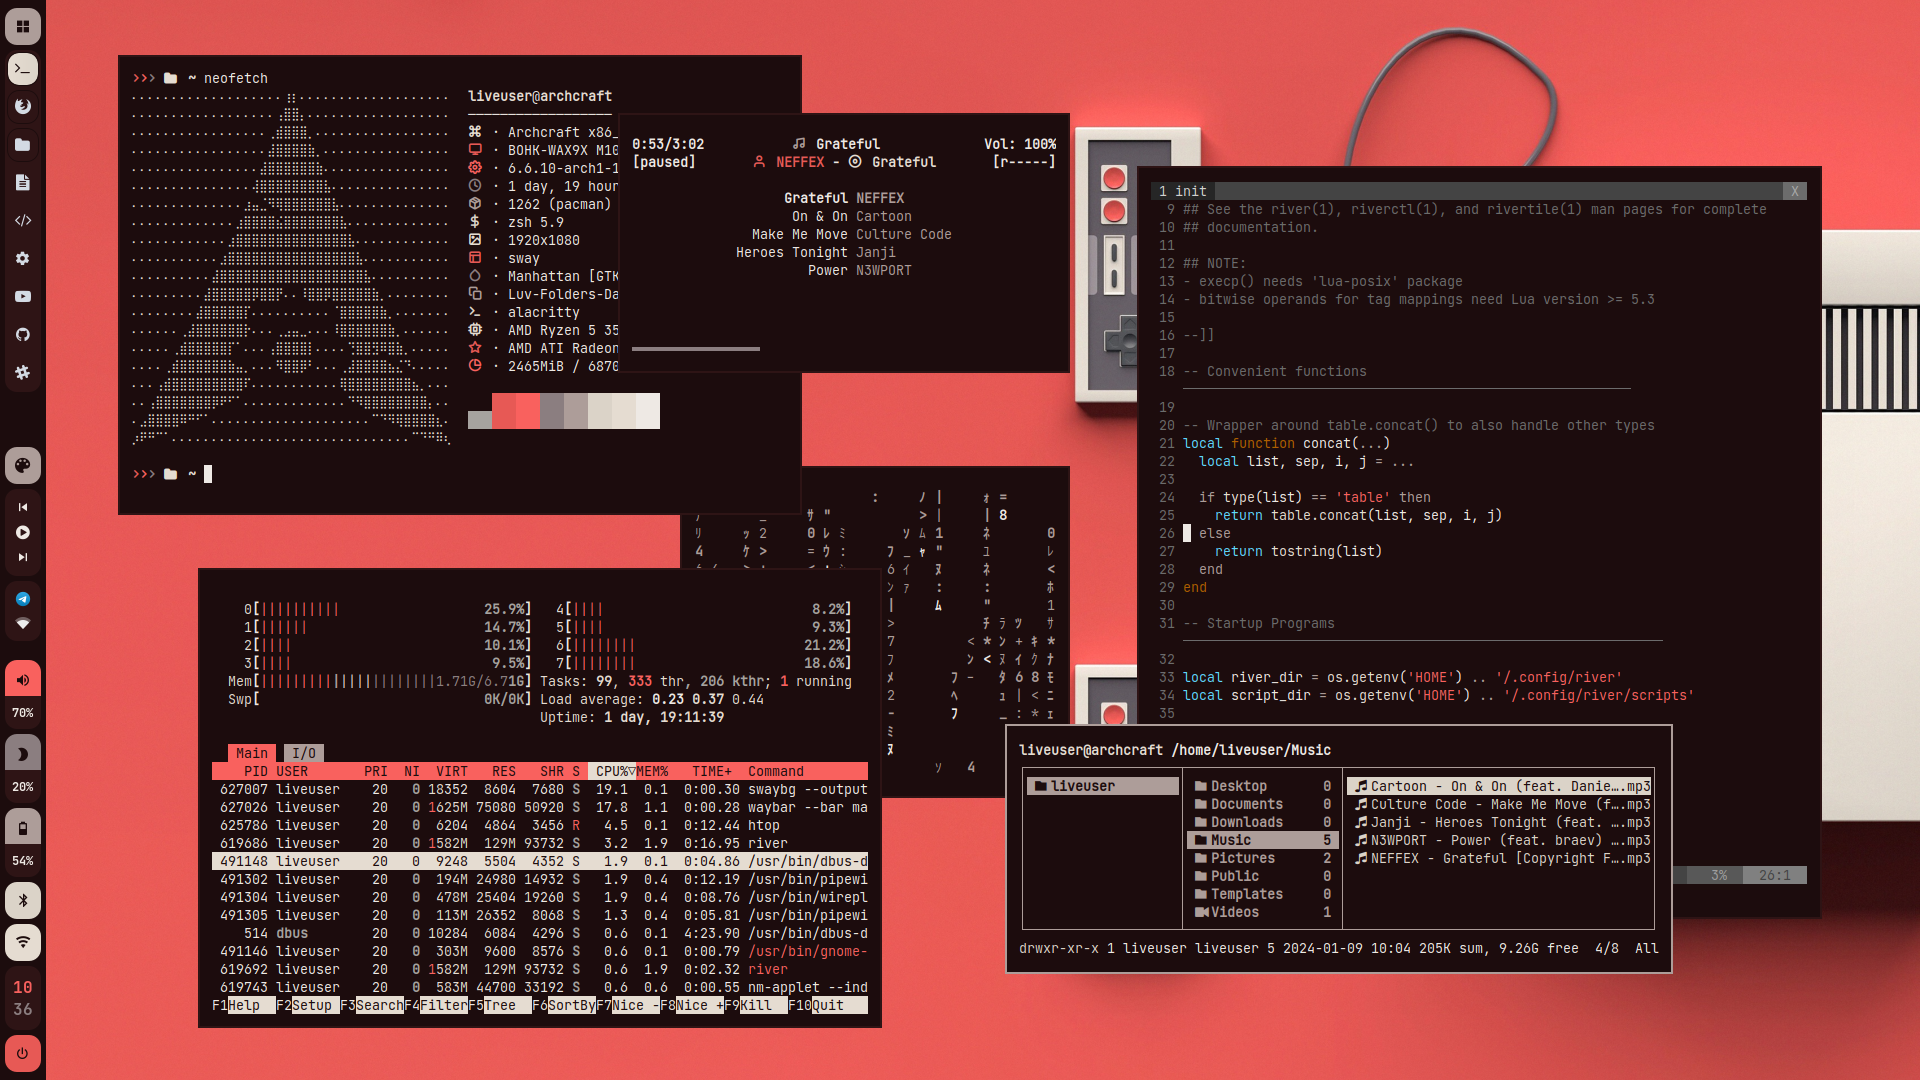 >>> ~ neofetch
liveuser@archcraft
· Archcraft x86_
· BOHK-WAX9X M10
· 6.6.10-arch1-1
· 1 day, 19 hour
· 1262 (pacman)
· zsh 5.9
· 1920x1080
· sway
· Manhattan [GTK
· Luv-Folders-Da
· alacritty
· AMD Ryzen 5 35
· AMD ATI Radeon
· 2465MiB / 6870
>>> ~
0:53/3:02 Grateful Vol: 100%
[paused] NEFFEX - Grateful [r-----]
Grateful NEFFEX
On & On Cartoon
Make Me Move Culture Code
Heroes Tonight Janji
Power N3WPORT
1 init X
9 ## See the river(1), riverctl(1), and rivertile(1) man pages for complete
10 ## documentation.
11
12 ## NOTE:
13 - execp() needs 'lua-posix' package
14 - bitwise operands for tag mappings need Lua version >= 5.3
15
16 --]]
17
18 -- Convenient functions
19
20 -- Wrapper around table.concat() to also handle other types
21 local function concat(...)
22 local list, sep, i, j = ...
23
24 if type(list) == 'table' then
25 return table.concat(list, sep, i, j)
26 else
27 return tostring(list)
28 end
29 end
30
31 -- Startup Programs
32
33 local river_dir = os.getenv('HOME') .. '/.config/river'
34 local script_dir = os.getenv('HOME') .. '/.config/river/scripts'
35
3% 26:1
0[|||||||||| 25.9%] 4[|||| 8.2%]
1[|||||| 14.7%] 5[|||| 9.3%]
2[|||| 10.1%] 6[|||||||| 21.2%]
3[|||| 9.5%] 7[|||||||| 18.6%]
Mem[||||||||||||||||||||||1.71G/6.71G] Tasks: 99, 333 thr, 206 kthr; 1 running
Swp[ 0K/0K] Load average: 0.23 0.37 0.44
Uptime: 1 day, 19:11:39
Main I/O
PID USER PRI NI VIRT RES SHR S CPU%▽MEM% TIME+ Command
627007 liveuser 20 0 18352 8604 7680 S 19.1 0.1 0:00.30 swaybg --output
627026 liveuser 20 0 1625M 75080 50920 S 17.8 1.1 0:00.28 waybar --bar ma
625786 liveuser 20 0 6204 4864 3456 R 4.5 0.1 0:12.44 htop
619686 liveuser 20 0 1582M 129M 93732 S 3.2 1.9 0:16.95 river
491148 liveuser 20 0 9248 5504 4352 S 1.9 0.1 0:04.86 /usr/bin/dbus-d
491302 liveuser 20 0 194M 24980 14932 S 1.9 0.4 0:12.19 /usr/bin/pipewi
491304 liveuser 20 0 478M 25404 19260 S 1.9 0.4 0:08.76 /usr/bin/wirepl
491305 liveuser 20 0 113M 26352 8068 S 1.3 0.4 0:05.81 /usr/bin/pipewi
514 dbus 20 0 10284 6084 4296 S 0.6 0.1 4:23.90 /usr/bin/dbus-d
491146 liveuser 20 0 303M 9600 8576 S 0.6 0.1 0:00.79 /usr/bin/gnome-
619692 liveuser 20 0 1582M 129M 93732 S 0.6 1.9 0:02.32 river
619743 liveuser 20 0 583M 44700 33192 S 0.6 0.6 0:00.55 nm-applet --ind
F1Help F2Setup F3SearchF4FilterF5Tree F6SortByF7Nice -F8Nice +F9Kill F10Quit
liveuser@archcraft /home/liveuser/Music
liveuser
Desktop 0
Documents 0
Downloads 0
Music 5
Pictures 2
Public 0
Templates 0
Videos 1
Cartoon - On & On (feat. Danie….mp3
Culture Code - Make Me Move (f….mp3
Janji - Heroes Tonight (feat. ….mp3
N3WPORT - Power (feat. braev) ….mp3
NEFFEX - Grateful [Copyright F….mp3
drwxr-xr-x 1 liveuser liveuser 5 2024-01-09 10:04 205K sum, 9.26G free 4/8 All
70%
20%
54%
10
36